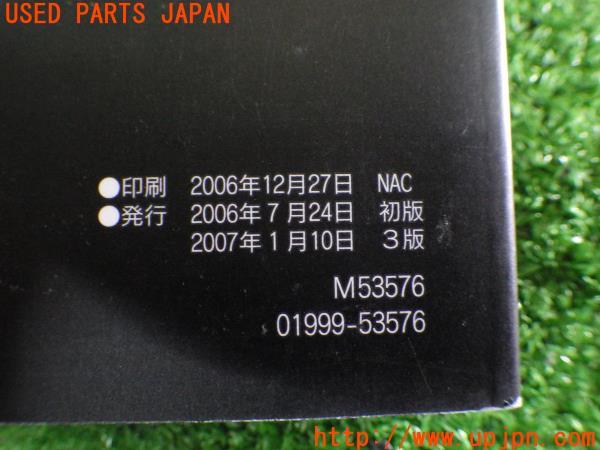 USED PARTS JAPAN
●印刷 2006年12月27日 NAC
●発行 2006年 7月24日 初版
2007年 1月10日 3版
M53576
01999-53576
http://www.upjpn.com